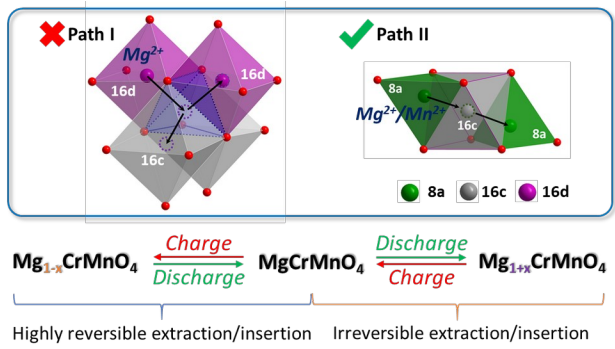 Path I
Path II
Mg²⁺
16d
16d
16c
8a
Mg²⁺/Mn²⁺
16c
8a
8a 16c 16d
Mg₁₋ₓCrMnO₄ Charge Discharge MgCrMnO₄ Discharge Charge Mg₁₊ₓCrMnO₄
Highly reversible extraction/insertion Irreversible extraction/insertion